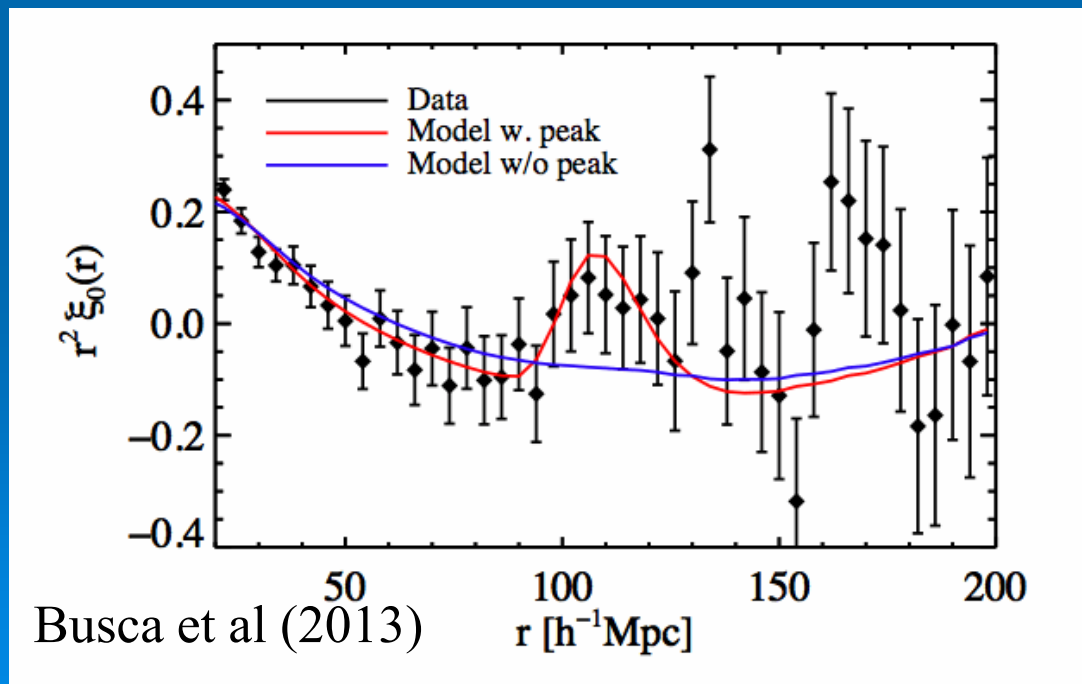 0.4
0.2
0.0
−0.2
−0.4
r² ξ₀(r)
Data
Model w. peak
Model w/o peak
50 100 150 200
r [h⁻¹Mpc]
Busca et al (2013)